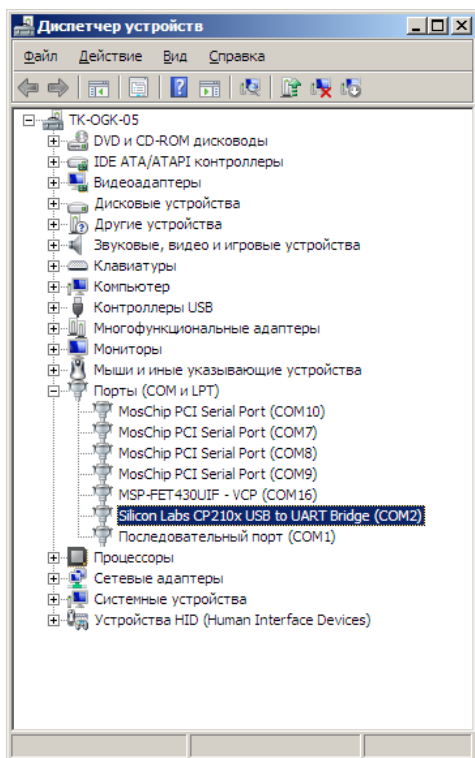 Диспетчер устройств
Файл Действие Вид Справка
TK-OGK-05
DVD и CD-ROM дисководы
IDE ATA/ATAPI контроллеры
Видеоадаптеры
Дисковые устройства
Другие устройства
Звуковые, видео и игровые устройства
Клавиатуры
Компьютер
Контроллеры USB
Многофункциональные адаптеры
Мониторы
Мыши и иные указывающие устройства
Порты (COM и LPT)
MosChip PCI Serial Port (COM10)
MosChip PCI Serial Port (COM7)
MosChip PCI Serial Port (COM8)
MosChip PCI Serial Port (COM9)
MSP-FET430UIF - VCP (COM16)
Silicon Labs CP210x USB to UART Bridge (COM2)
Последовательный порт (COM1)
Процессоры
Сетевые адаптеры
Системные устройства
Устройства HID (Human Interface Devices)